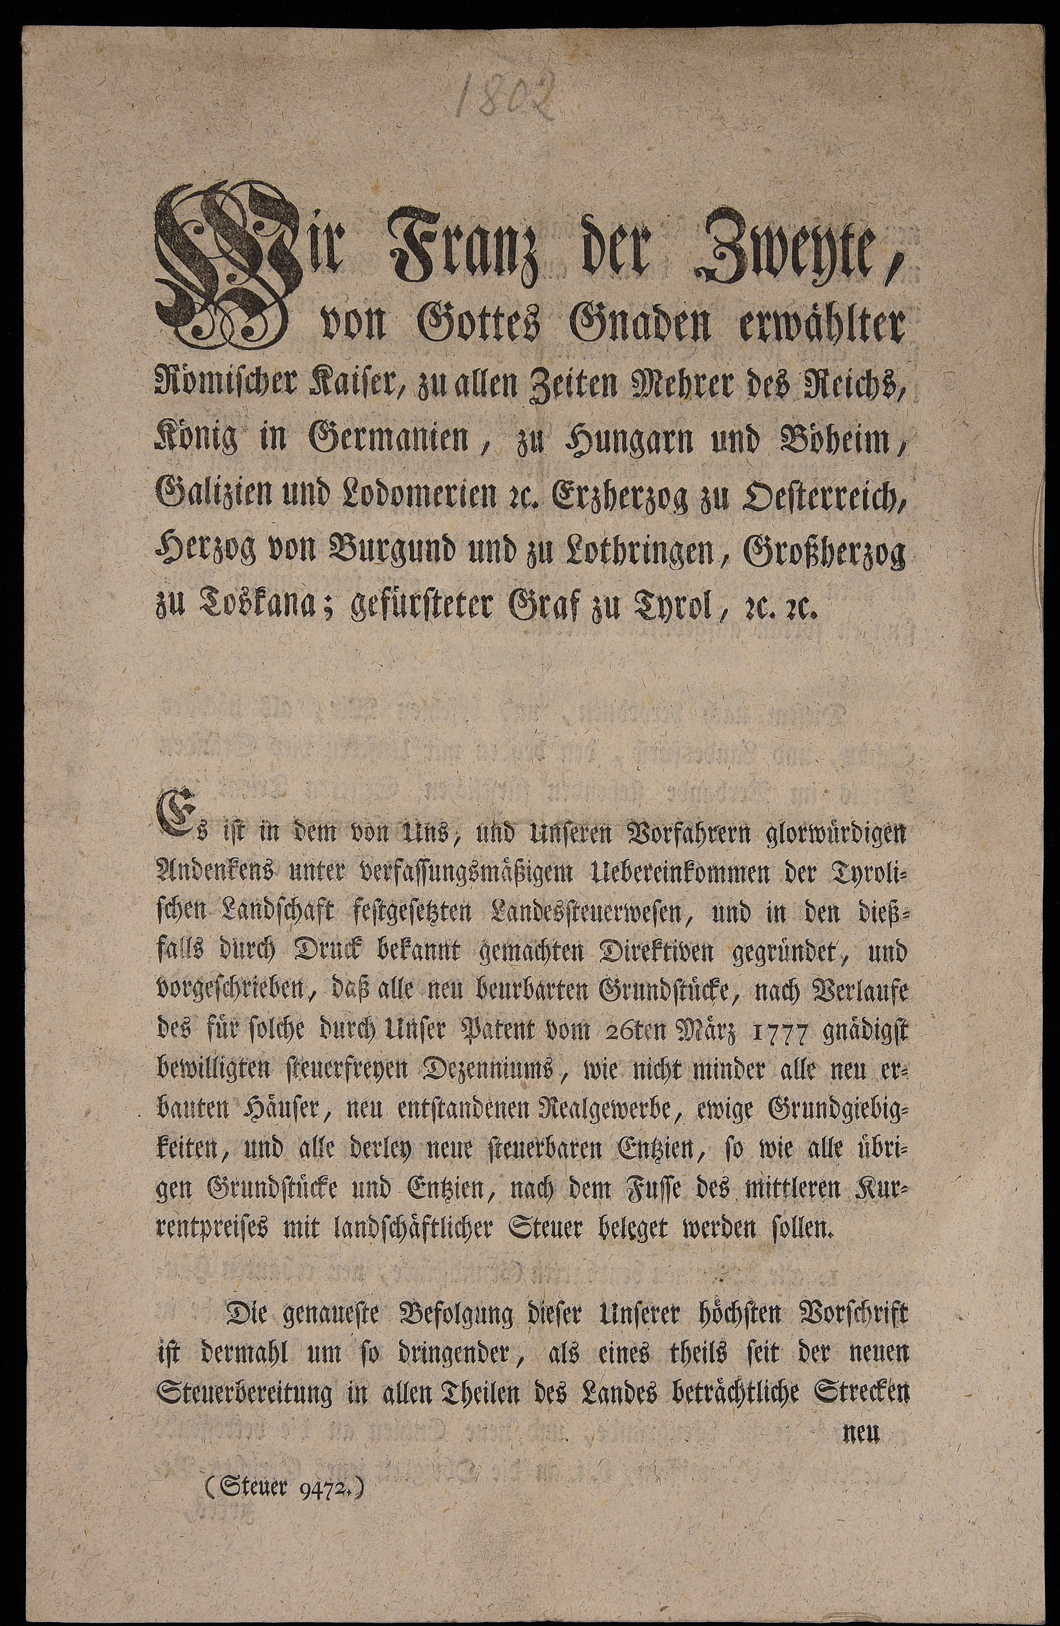 1802
Wir Franz der Zweyte,
von Gottes Gnaden erwählter
Römischer Kaiser, zu allen Zeiten Mehrer des Reichs,
König in Germanien, zu Hungarn und Böheim,
Galizien und Lodomerien ꝛc. Erzherzog zu Oesterreich,
Herzog von Burgund und zu Lothringen, Großherzog
zu Toskana; gefürsteter Graf zu Tyrol, ꝛc. ꝛc.
Es ist in dem von Uns, und Unseren Vorfahrern glorwürdigen
Andenkens unter verfassungsmäßigem Uebereinkommen der Tyroli-
schen Landschaft festgesetzten Landessteuerwesen, und in den dieß-
falls durch Druck bekannt gemachten Direktiven gegründet, und
vorgeschrieben, daß alle neu beurbarten Grundstücke, nach Verlaufe
des für solche durch Unser Patent vom 26ten März 1777 gnädigst
bewilligten steuerfreyen Dezenniums, wie nicht minder alle neu er-
bauten Häuser, neu entstandenen Realgewerbe, ewige Grundgiebig-
keiten, und alle derley neue steuerbaren Entzien, so wie alle übri-
gen Grundstücke und Entzien, nach dem Fusse des mittleren Kur-
rentpreises mit landschäftlicher Steuer beleget werden sollen.
Die genaueste Befolgung dieser Unserer höchsten Vorschrift
ist dermahl um so dringender, als eines theils seit der neuen
Steuerbereitung in allen Theilen des Landes beträchtliche Strecken
neu
(Steuer 9472.)